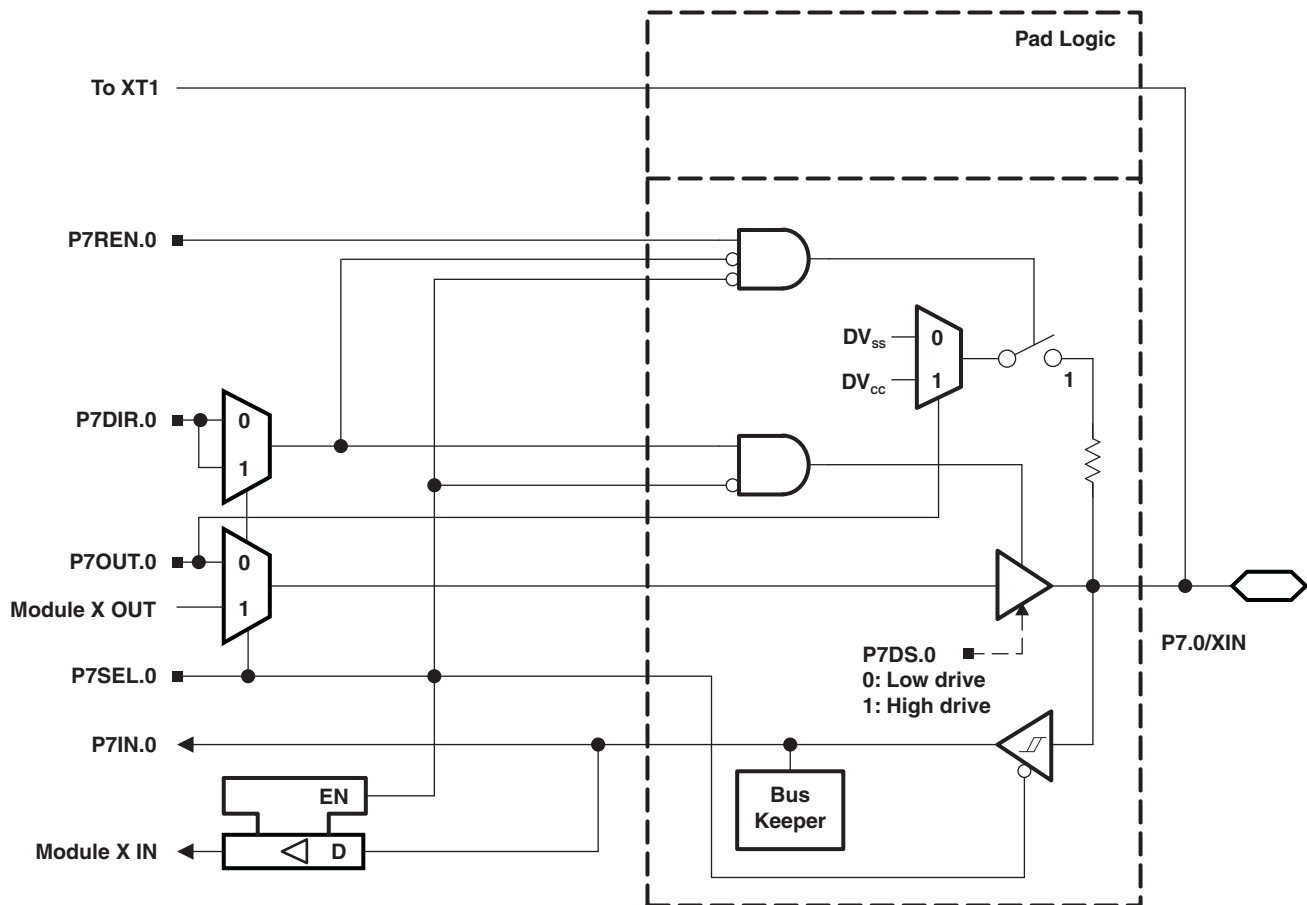 Pad Logic
To XT1
P7REN.0
DVSS
0
DVCC
1
1
P7DIR.0
0
1
P7OUT.0
0
Module X OUT
1
P7DS.0
0: Low drive
1: High drive
P7.0/XIN
P7SEL.0
P7IN.0
EN
Bus
Keeper
Module X IN
D